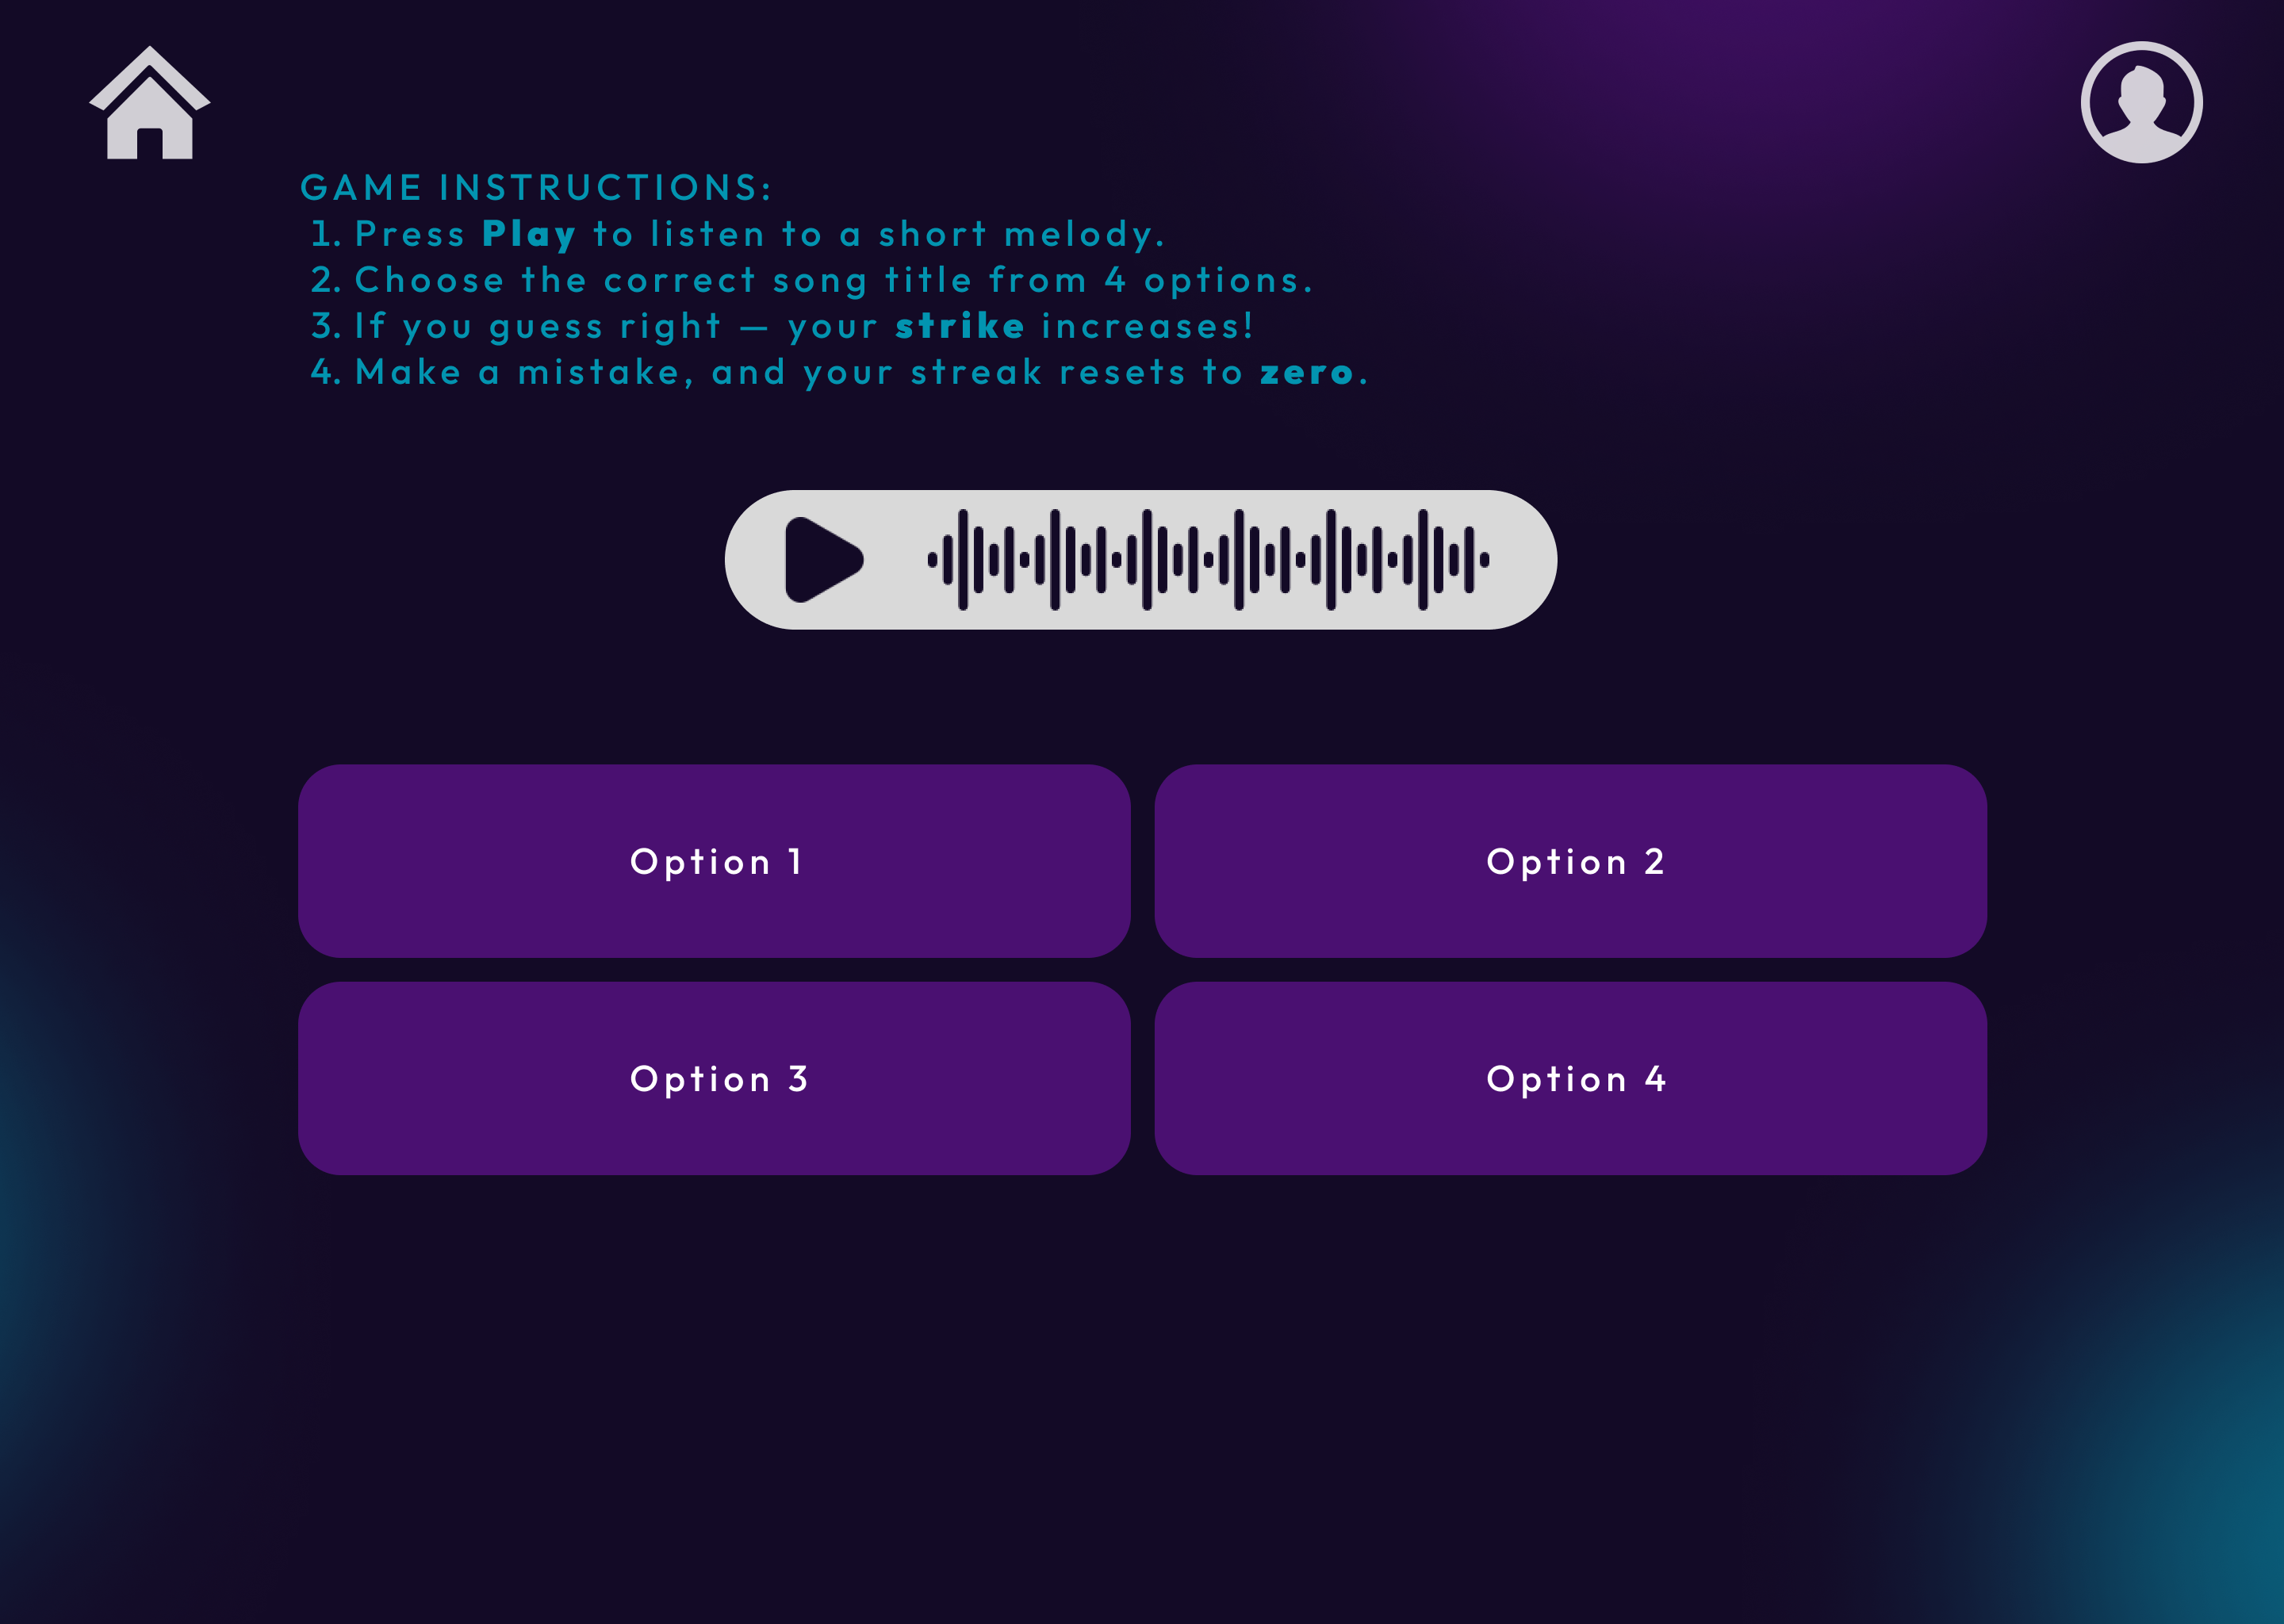 GAME INSTRUCTIONS:
1. Press Play to listen to a short melody.
2. Choose the correct song title from 4 options.
3. If you guess right — your strike increases!
4. Make a mistake, and your streak resets to zero.
Option 1
Option 2
Option 3
Option 4